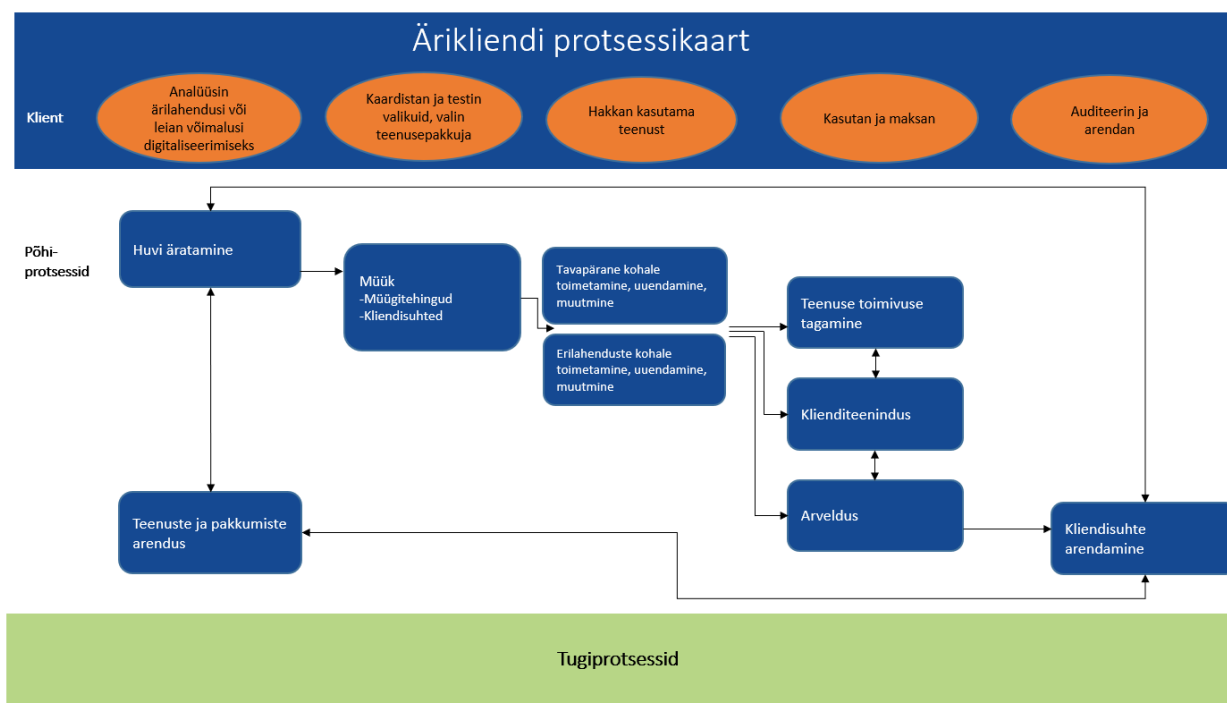 Ärikliendi protsessikaart
Klient
Analüüsin
ärilahendusi või
leian võimalusi
digitaliseerimiseks
Kaardistan ja testin
valikuid, valin
teenusepakkuja
Hakkan kasutama
teenust
Kasutan ja maksan
Auditeerin ja
arendan
Põhi-
protsessid
Huvi äratamine
Müük
-Müügitehingud
-Kliendisuhted
Tavapärane kohale
toimetamine, uuendamine,
muutmine
Erilahenduste kohale
toimetamine, uuendamine,
muutmine
Teenuse toimivuse
tagamine
Klienditeenindus
Arveldus
Teenuste ja pakkumiste
arendus
Kliendisuhte
arendamine
Tugiprotsessid